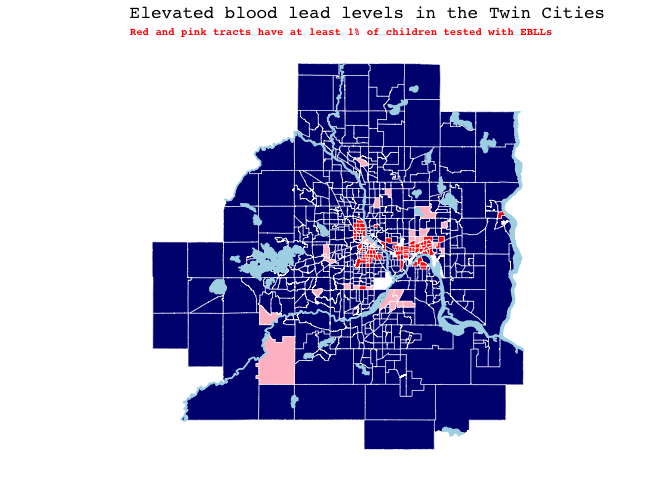 Elevated blood lead levels in the Twin Cities
Red and pink tracts have at least 1% of children tested with EBLLs